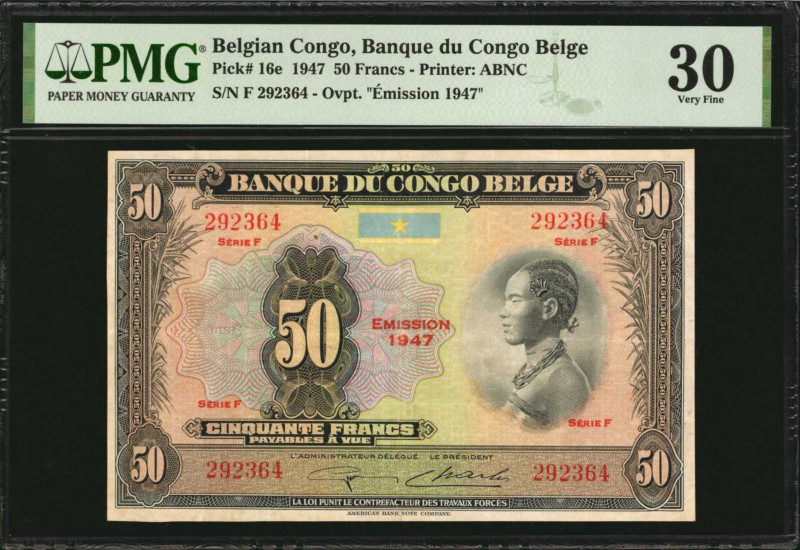 PMG®
PAPER MONEY GUARANTY
Belgian Congo, Banque du Congo Belge
Pick# 16e 1947 50 Francs - Printer: ABNC
S/N F 292364 - Ovpt. "Émission 1947"
30
Very Fine
50
BANQUE DU CONGO BELGE
50 50
292364 292364
SÉRIE F SÉRIE F
50
EMISSION
1947
SÉRIE F SÉRIE F
CINQUANTE FRANCS
PAYABLES À VUE
L'ADMINISTRATEUR DÉLÉGUÉ LE PRÉSIDENT
50 50
292364 292364
LA LOI PUNIT LE CONTREFACTEUR DES TRAVAUX FORCÉS
AMERICAN BANK NOTE COMPANY.